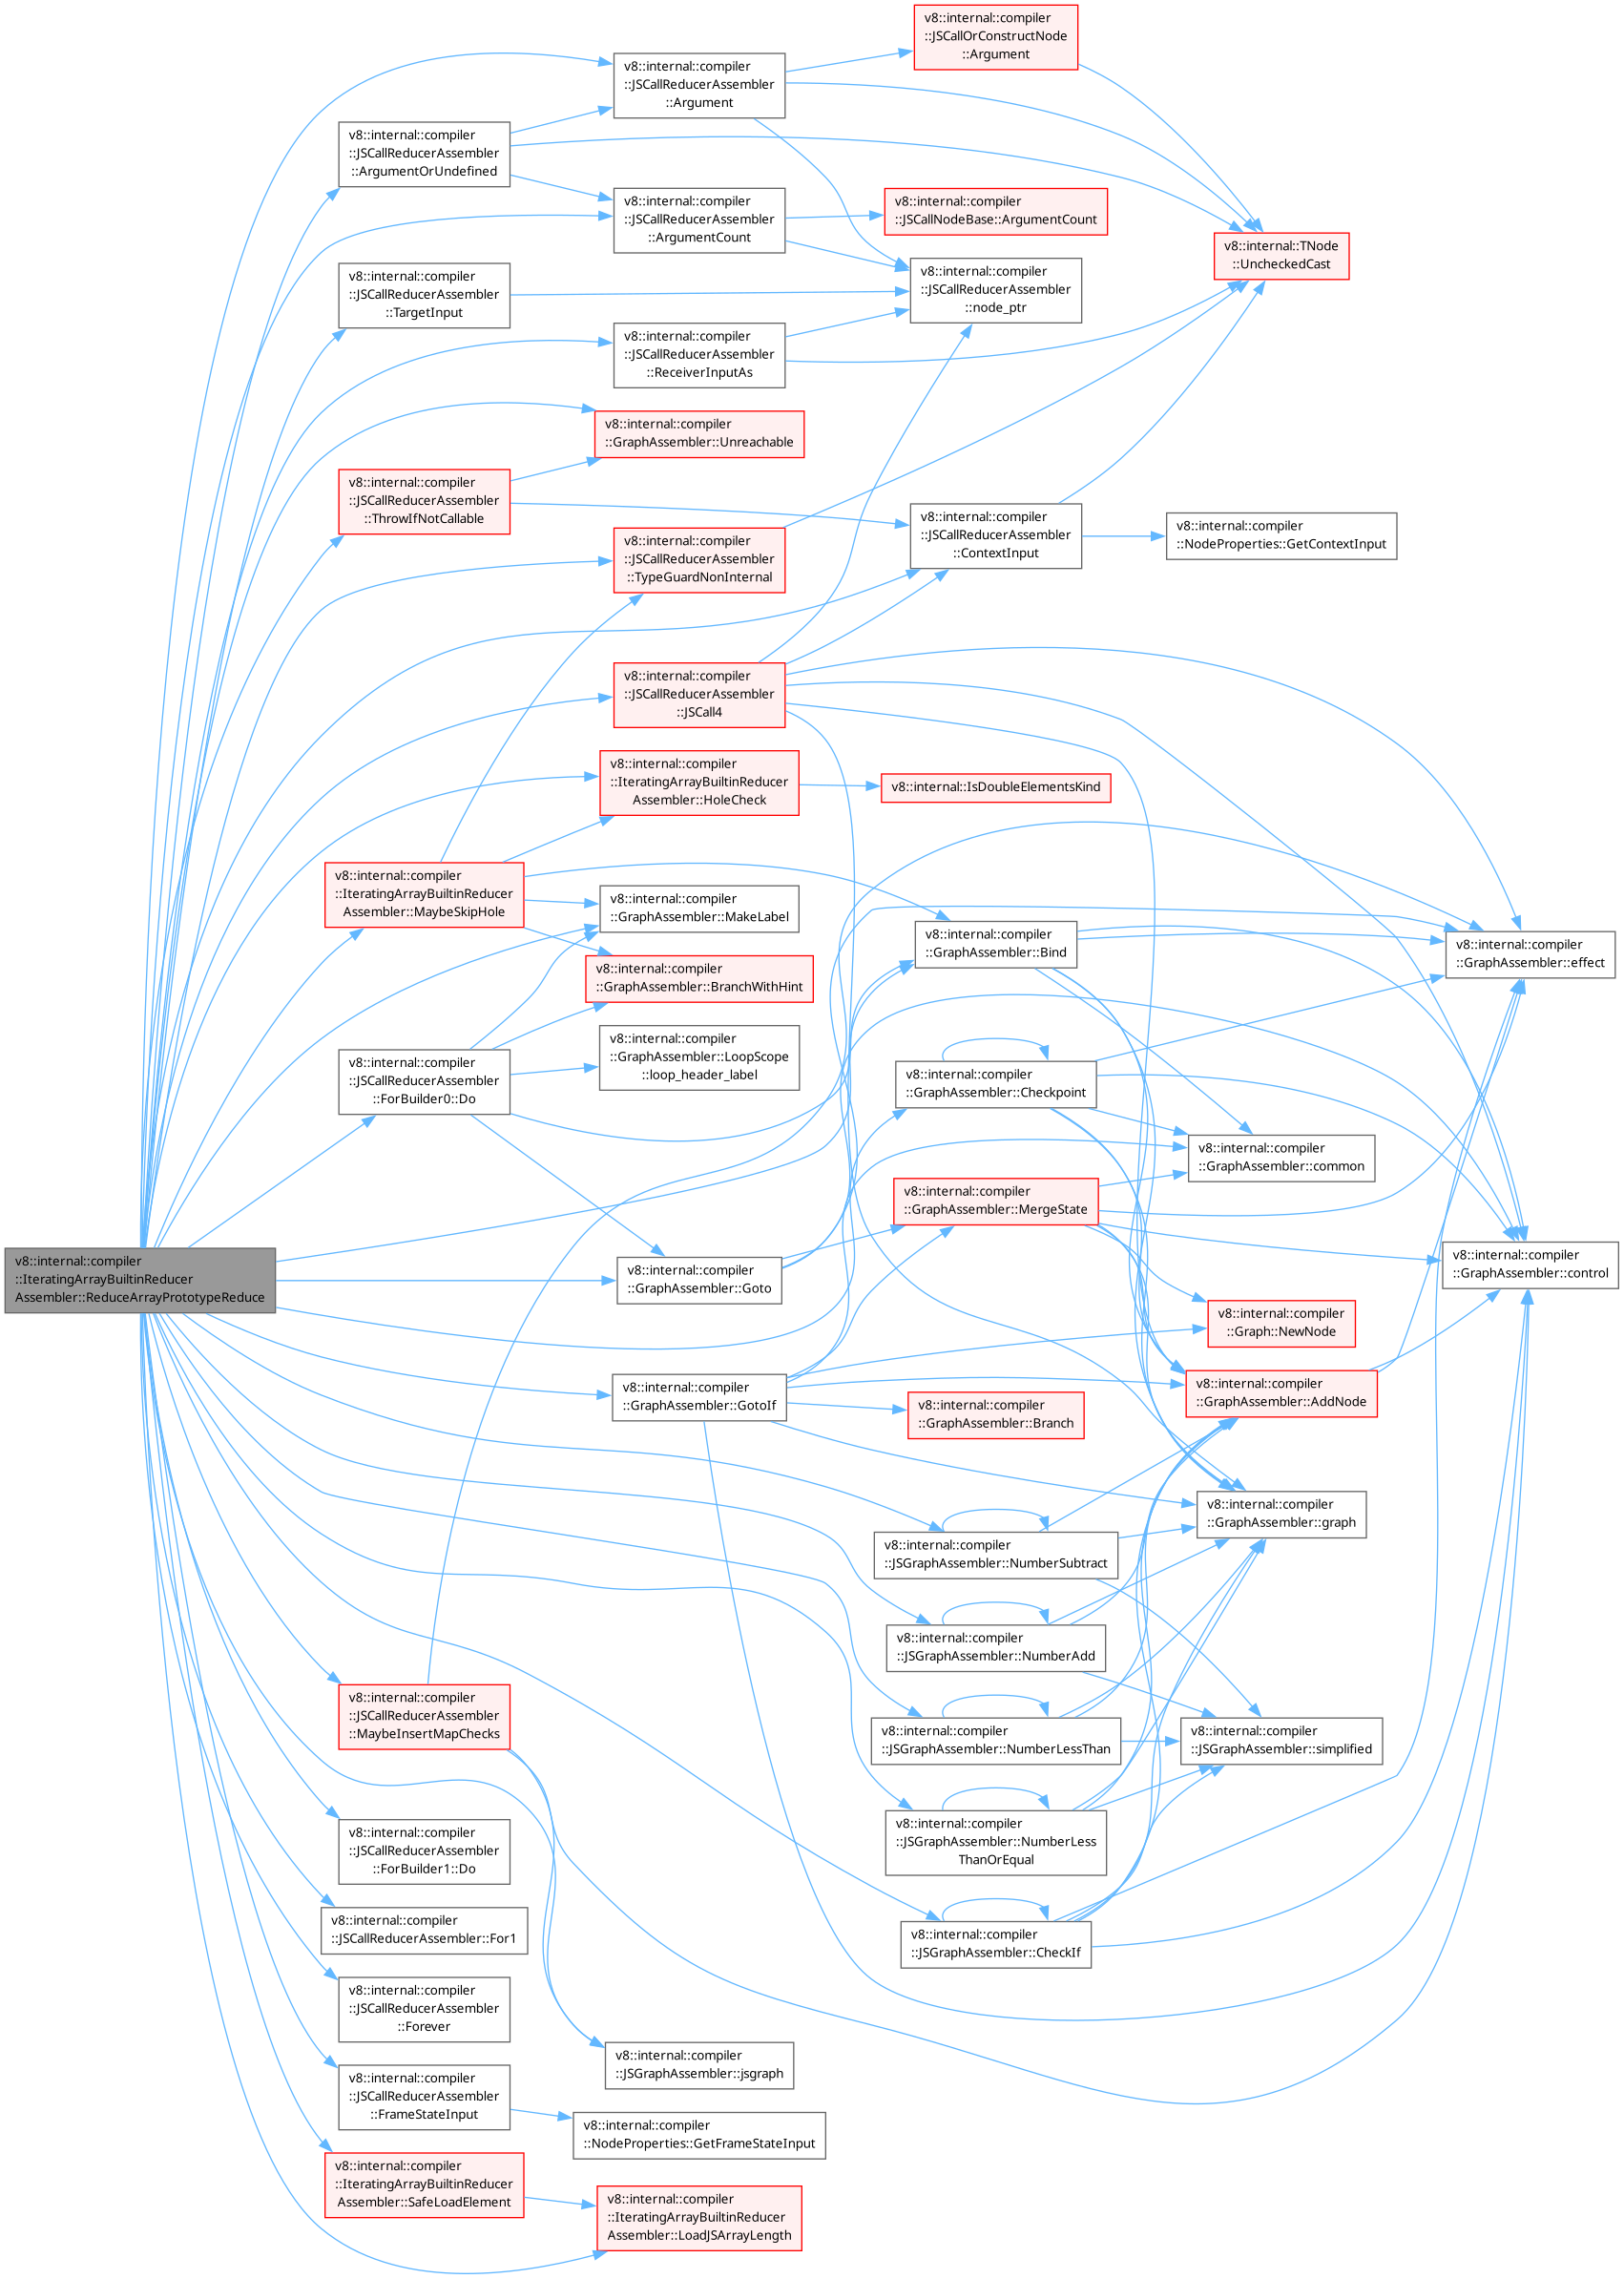 v8::internal::compiler
::JSCallOrConstructNode
::Argument
v8::internal::compiler
::JSCallReducerAssembler
::Argument
v8::internal::compiler
::JSCallReducerAssembler
::ArgumentOrUndefined
v8::internal::compiler
::JSCallReducerAssembler
::ArgumentCount
v8::internal::compiler
::JSCallNodeBase::ArgumentCount
v8::internal::TNode
::UncheckedCast
v8::internal::compiler
::JSCallReducerAssembler
::TargetInput
v8::internal::compiler
::JSCallReducerAssembler
::node_ptr
v8::internal::compiler
::JSCallReducerAssembler
::ReceiverInputAs
v8::internal::compiler
::GraphAssembler::Unreachable
v8::internal::compiler
::JSCallReducerAssembler
::ThrowIfNotCallable
v8::internal::compiler
::JSCallReducerAssembler
::TypeGuardNonInternal
v8::internal::compiler
::JSCallReducerAssembler
::ContextInput
v8::internal::compiler
::NodeProperties::GetContextInput
v8::internal::compiler
::JSCallReducerAssembler
::JSCall4
v8::internal::compiler
::IteratingArrayBuiltinReducer
Assembler::HoleCheck
v8::internal::IsDoubleElementsKind
v8::internal::compiler
::IteratingArrayBuiltinReducer
Assembler::MaybeSkipHole
v8::internal::compiler
::GraphAssembler::MakeLabel
v8::internal::compiler
::GraphAssembler::Bind
v8::internal::compiler
::GraphAssembler::effect
v8::internal::compiler
::GraphAssembler::BranchWithHint
v8::internal::compiler
::JSCallReducerAssembler
::ForBuilder0::Do
v8::internal::compiler
::GraphAssembler::LoopScope
::loop_header_label
v8::internal::compiler
::GraphAssembler::Checkpoint
v8::internal::compiler
::GraphAssembler::common
v8::internal::compiler
::GraphAssembler::MergeState
v8::internal::compiler
::IteratingArrayBuiltinReducer
Assembler::ReduceArrayPrototypeReduce
v8::internal::compiler
::GraphAssembler::Goto
v8::internal::compiler
::GraphAssembler::control
v8::internal::compiler
::Graph::NewNode
v8::internal::compiler
::GraphAssembler::GotoIf
v8::internal::compiler
::GraphAssembler::Branch
v8::internal::compiler
::GraphAssembler::AddNode
v8::internal::compiler
::GraphAssembler::graph
v8::internal::compiler
::JSGraphAssembler::NumberSubtract
v8::internal::compiler
::JSGraphAssembler::NumberAdd
v8::internal::compiler
::JSCallReducerAssembler
::MaybeInsertMapChecks
v8::internal::compiler
::JSGraphAssembler::NumberLessThan
v8::internal::compiler
::JSGraphAssembler::simplified
v8::internal::compiler
::JSCallReducerAssembler
::ForBuilder1::Do
v8::internal::compiler
::JSGraphAssembler::NumberLess
ThanOrEqual
v8::internal::compiler
::JSCallReducerAssembler::For1
v8::internal::compiler
::JSGraphAssembler::CheckIf
v8::internal::compiler
::JSCallReducerAssembler
::Forever
v8::internal::compiler
::JSGraphAssembler::jsgraph
v8::internal::compiler
::JSCallReducerAssembler
::FrameStateInput
v8::internal::compiler
::NodeProperties::GetFrameStateInput
v8::internal::compiler
::IteratingArrayBuiltinReducer
Assembler::SafeLoadElement
v8::internal::compiler
::IteratingArrayBuiltinReducer
Assembler::LoadJSArrayLength